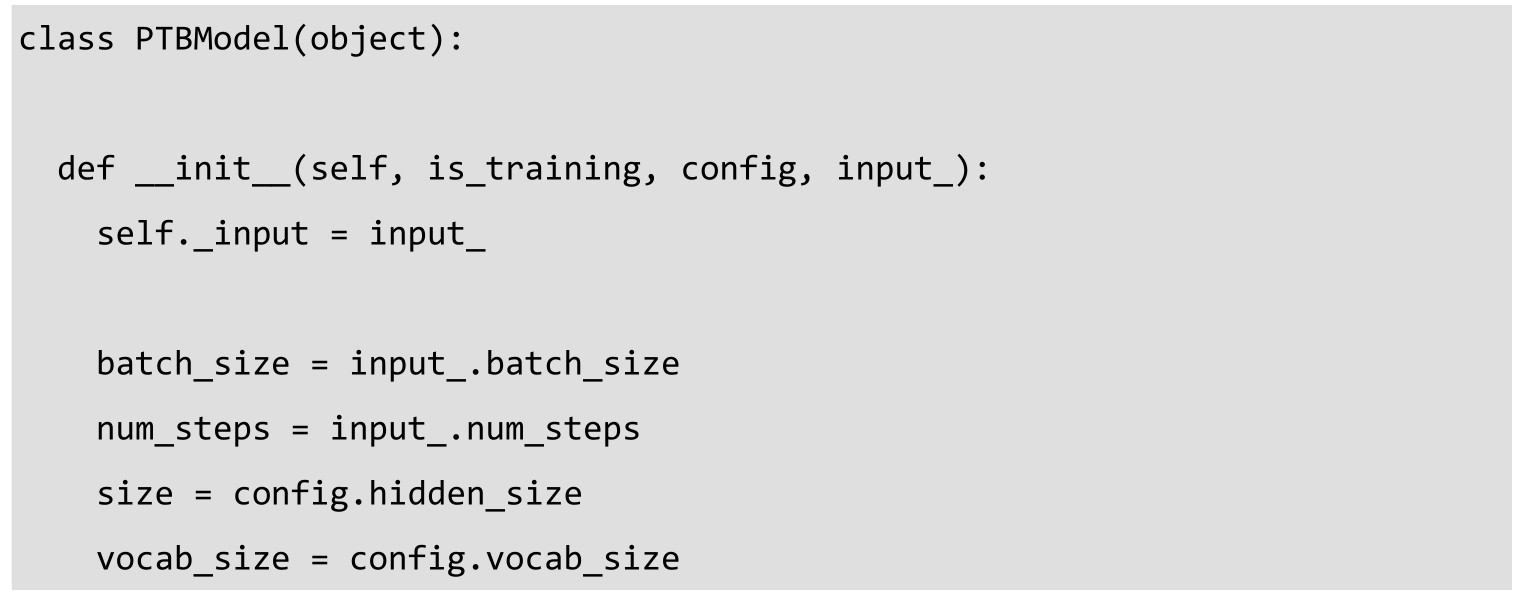 class PTBModel(object):
  def __init__(self, is_training, config, input_):
    self._input = input_
    batch_size = input_.batch_size
    num_steps = input_.num_steps
    size = config.hidden_size
    vocab_size = config.vocab_size